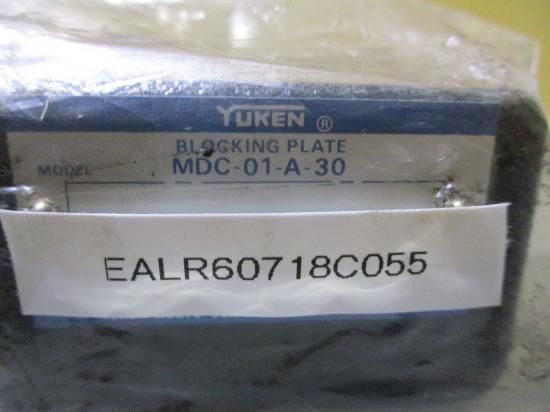 YUKEN ®
BLOCKING PLATE
MODEL MDC-01-A-30
EALR60718C055